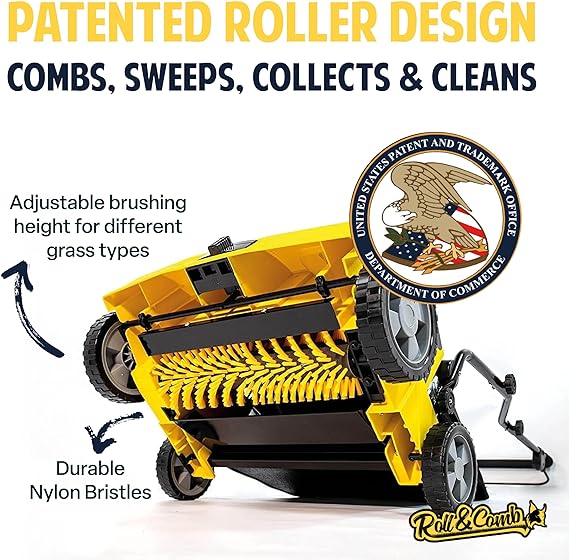 PATENTED ROLLER DESIGN
COMBS, SWEEPS, COLLECTS & CLEANS
UNITED STATES PATENT AND TRADEMARK OFFICE
DEPARTMENT OF COMMERCE
Adjustable brushing
height for different
grass types
Durable
Nylon Bristles
Roll&Comb